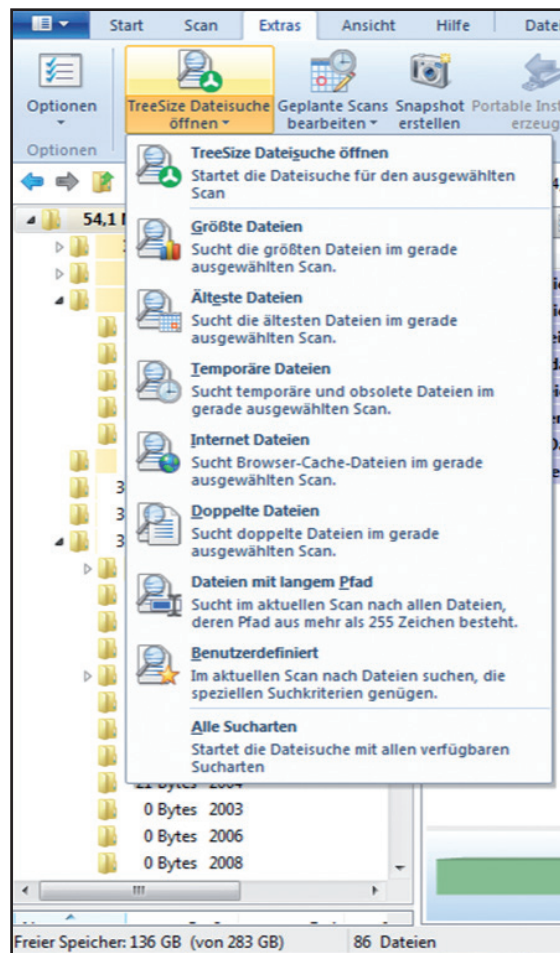 Start Scan Extras Ansicht Hilfe Datei
Optionen
TreeSize Dateisuche öffnen
Geplante Scans bearbeiten
Snapshot erstellen
Portable Inst
erzeug
Optionen
TreeSize Dateisuche öffnen
Startet die Dateisuche für den ausgewählten
Scan
54,1
Größte Dateien
Sucht die größten Dateien im gerade
ausgewählten Scan.
Älteste Dateien
Sucht die ältesten Dateien im gerade
ausgewählten Scan.
Temporäre Dateien
Sucht temporäre und obsolete Dateien im
gerade ausgewählten Scan.
Internet Dateien
Sucht Browser-Cache-Dateien im gerade
ausgewählten Scan.
3
Doppelte Dateien
3
Sucht doppelte Dateien im gerade
3
ausgewählten Scan.
Dateien mit langem Pfad
Sucht im aktuellen Scan nach allen Dateien,
deren Pfad aus mehr als 255 Zeichen besteht.
Benutzerdefiniert
Im aktuellen Scan nach Dateien suchen, die
speziellen Suchkriterien genügen.
Alle Sucharten
Startet die Dateisuche mit allen verfügbaren
Sucharten
21 Bytes 2004
0 Bytes 2003
0 Bytes 2006
0 Bytes 2008
Freier Speicher: 136 GB (von 283 GB) 86 Dateien